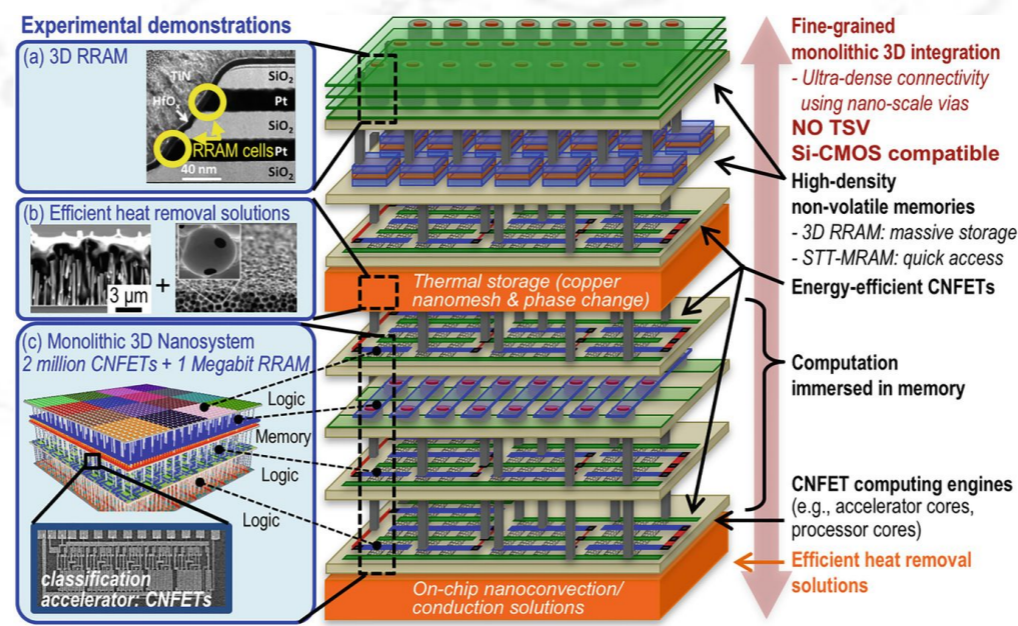 Experimental demonstrations
(a) 3D RRAM
TiN
HfOₓ
SiO₂
Pt
SiO₂
Pt
SiO₂
RRAM cells
40 nm
(b) Efficient heat removal solutions
3 μm
+
(c) Monolithic 3D Nanosystem
2 million CNFETs + 1 Megabit RRAM
Logic
Memory
Logic
Logic
classification
accelerator: CNFETs
Thermal storage (copper
nanomesh & phase change)
On-chip nanoconvection/
conduction solutions
Fine-grained
monolithic 3D integration
- Ultra-dense connectivity
using nano-scale vias
NO TSV
Si-CMOS compatible
High-density
non-volatile memories
- 3D RRAM: massive storage
- STT-MRAM: quick access
Energy-efficient CNFETs
Computation
immersed in memory
CNFET computing engines
(e.g., accelerator cores,
processor cores)
Efficient heat removal
solutions